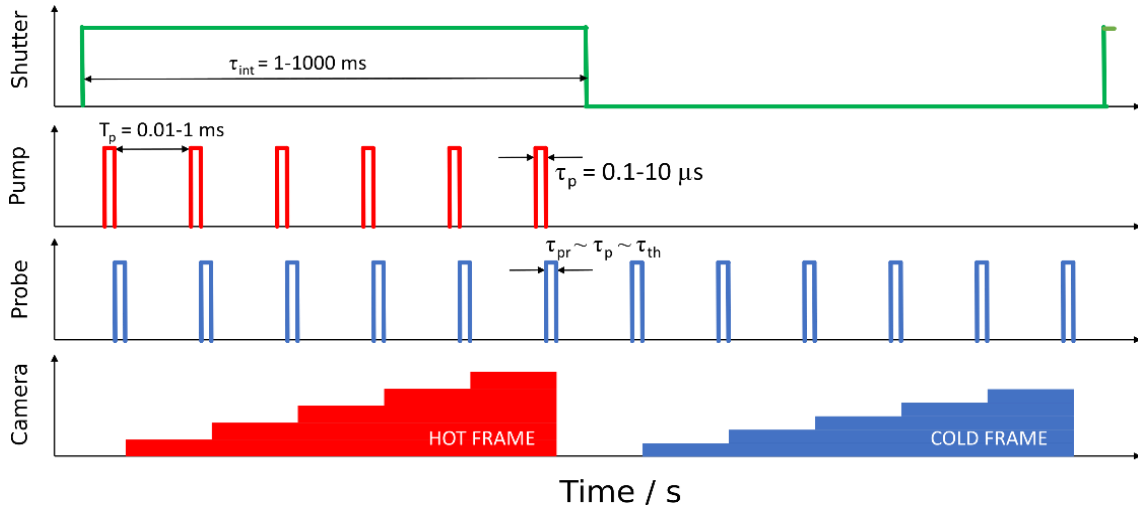 Shutter
τint = 1-1000 ms
Pump
Tp = 0.01-1 ms
τp = 0.1-10 μs
Probe
τpr ~ τp ~ τth
Camera
HOT FRAME
COLD FRAME
Time / s